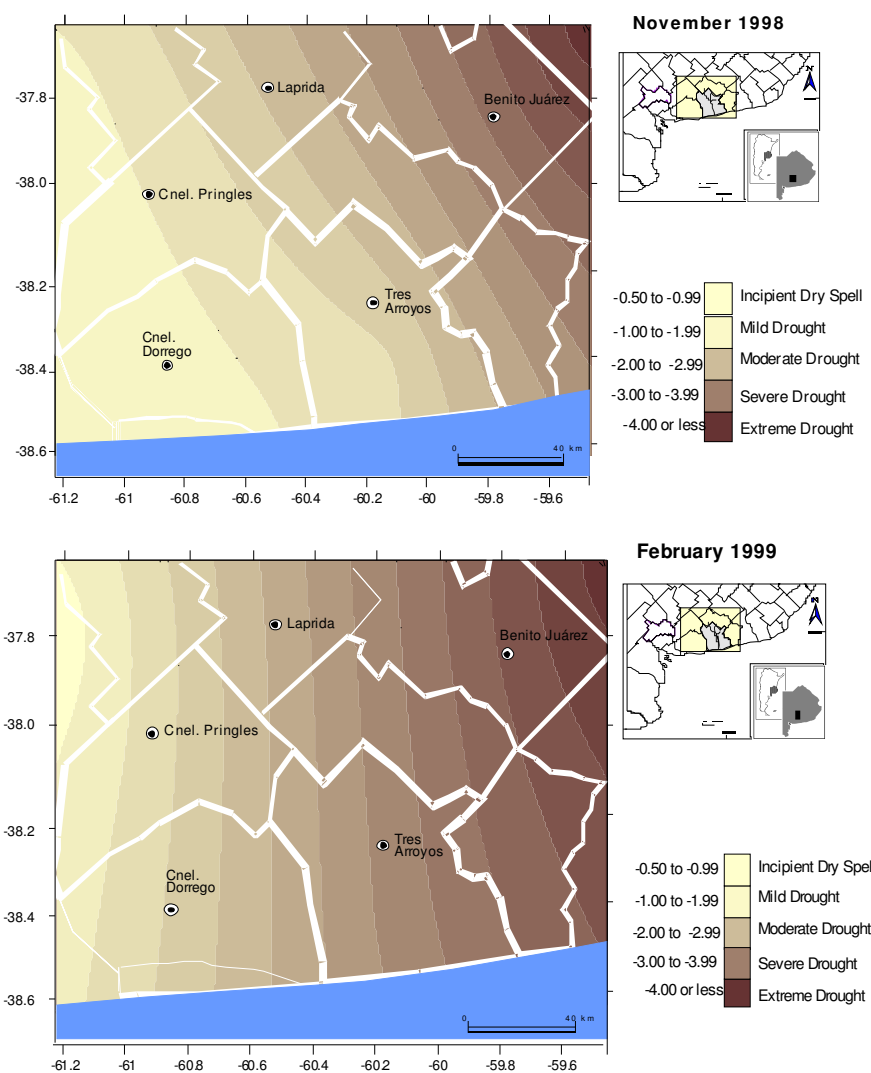 November 1998
N
-37.8
-38.0
-38.2
-38.4
-38.6
Laprida
Benito Juárez
Cnel. Pringles
Tres
Arroyos
Cnel.
Dorrego
0 40 km
-61.2 -61 -60.8 -60.6 -60.4 -60.2 -60 -59.8 -59.6
-0.50 to -0.99 Incipient Dry Spell
-1.00 to -1.99 Mild Drought
-2.00 to -2.99 Moderate Drought
-3.00 to -3.99 Severe Drought
-4.00 or less Extreme Drought
February 1999
N
-37.8
-38.0
-38.2
-38.4
-38.6
Laprida
Benito Juárez
Cnel. Pringles
Tres
Arroyos
Cnel.
Dorrego
0 40 km
-61.2 -61 -60.8 -60.6 -60.4 -602 -60 -59.8 -59.6
-0.50 to -0.99 Incipient Dry Spel
-1.00 to -1.99 Mild Drought
-2.00 to -2.99 Moderate Drought
-3.00 to -3.99 Severe Drought
-4.00 or less Extreme Drought